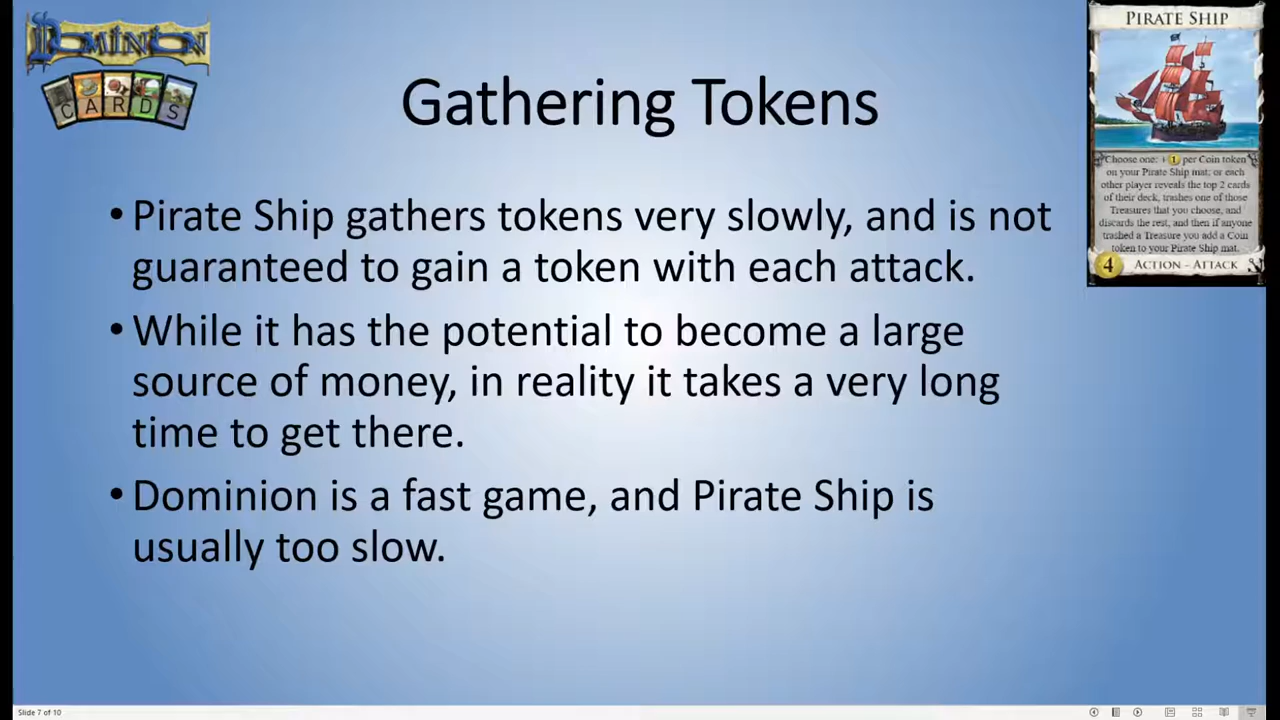 DOMINION
CARDS
Gathering Tokens
• Pirate Ship gathers tokens very slowly, and is not
guaranteed to gain a token with each attack.
• While it has the potential to become a large
source of money, in reality it takes a very long
time to get there.
• Dominion is a fast game, and Pirate Ship is
usually too slow.
PIRATE SHIP
Choose one: + 1 per Coin token
on your Pirate Ship mat; or each
other player reveals the top 2 cards
of their deck, trashes one of those
Treasures that you choose, and
discards the rest, and then if anyone
trashed a Treasure you add a Coin
token to your Pirate Ship mat.
4 ACTION - ATTACK
Slide 7 of 10